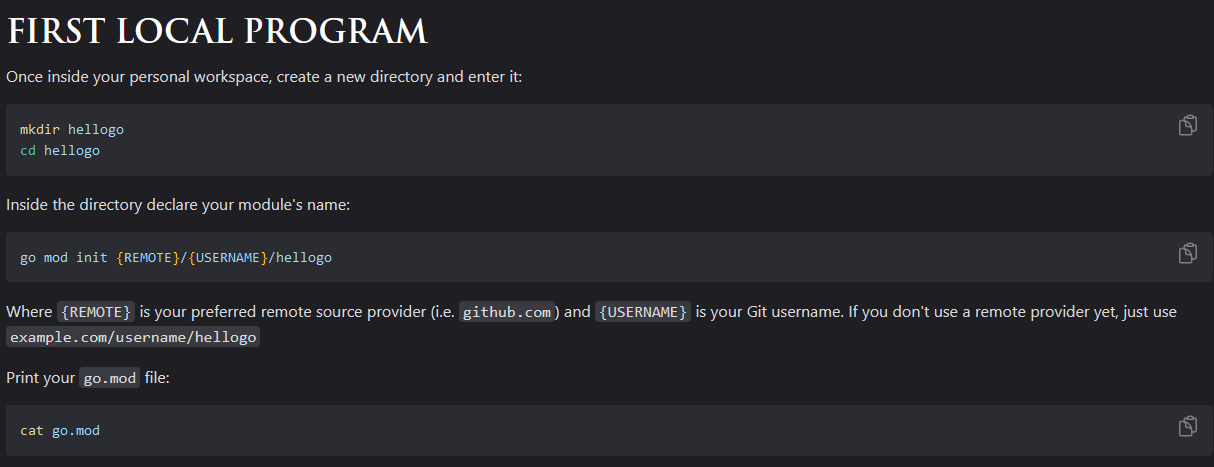 FIRST LOCAL PROGRAM
Once inside your personal workspace, create a new directory and enter it:
mkdir hellogo
cd hellogo
Inside the directory declare your module's name:
go mod init {REMOTE}/{USERNAME}/hellogo
Where {REMOTE} is your preferred remote source provider (i.e. github.com) and {USERNAME} is your Git username. If you don't use a remote provider yet, just use
example.com/username/hellogo
Print your go.mod file:
cat go.mod